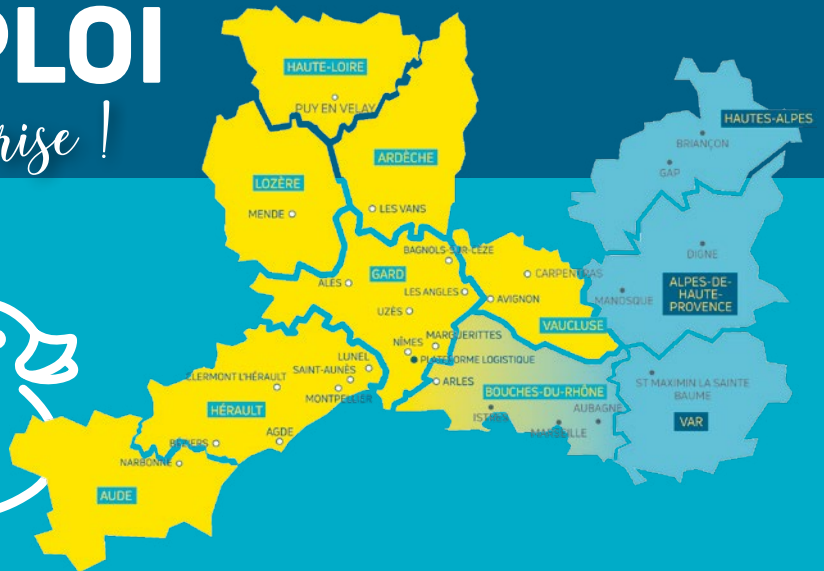 PLOI
rise !
HAUTE-LOIRE
PUY EN VELAY
HAUTES-ALPES
BRIANÇON
GAP
ARDÈCHE
LOZÈRE
MENDE
LES VANS
BAGNOLS-SUR-CÈZE
GARD
ALÈS
LES ANGLES
UZÈS
CARPENTRAS
AVIGNON
VAUCLUSE
DIGNE
MANOSQUE
ALPES-DE-
HAUTE-
PROVENCE
NÎMES
MARGUERITTES
PLATEFORME LOGISTIQUE
LUNEL
SAINT-AUNÈS
CLERMONT L'HÉRAULT
MONTPELLIER
HÉRAULT
ARLES
BOUCHES-DU-RHÔNE
ISTRES
MARSEILLE
AUBAGNE
ST MAXIMIN LA SAINTE
BAUME
VAR
AGDE
BÉZIERS
NARBONNE
AUDE